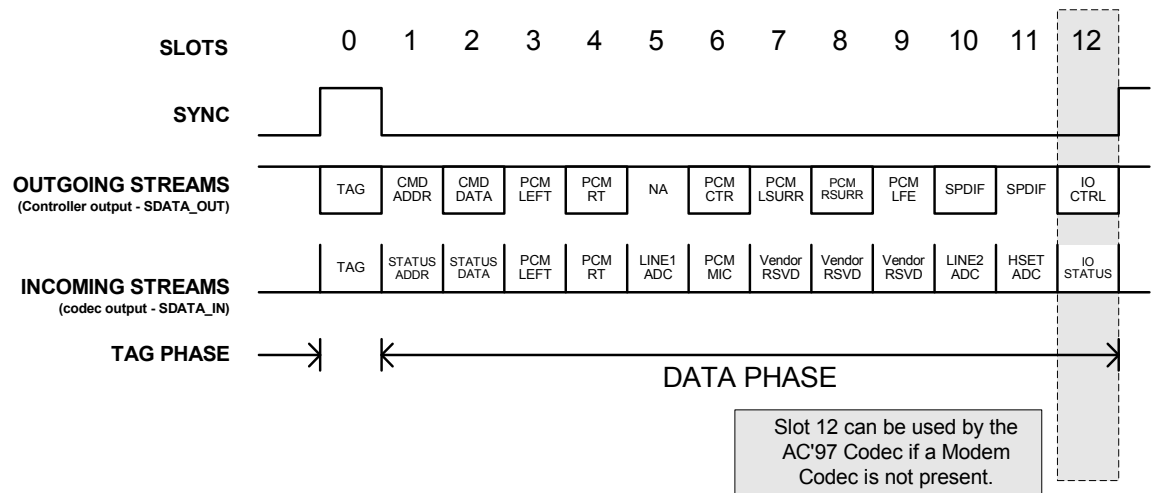 SLOTS 0 1 2 3 4 5 6 7 8 9 10 11 12
SYNC
OUTGOING STREAMS
(Controller output - SDATA_OUT)
TAG CMD ADDR CMD DATA PCM LEFT PCM RT NA PCM CTR PCM LSURR PCM RSURR PCM LFE SPDIF SPDIF IO CTRL
INCOMING STREAMS
(codec output - SDATA_IN)
TAG STATUS ADDR STATUS DATA PCM LEFT PCM RT LINE1 ADC PCM MIC Vendor RSVD Vendor RSVD Vendor RSVD LINE2 ADC HSET ADC IO STATUS
TAG PHASE
DATA PHASE
Slot 12 can be used by the
AC'97 Codec if a Modem
Codec is not present.